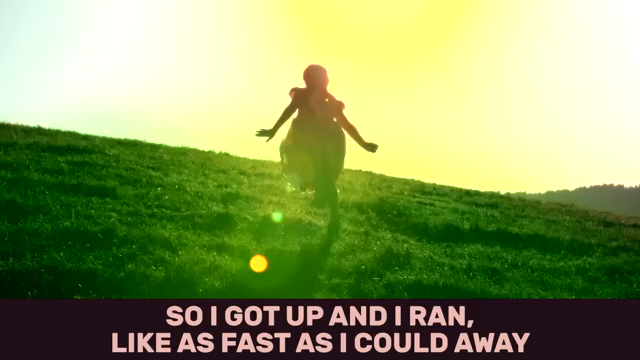 SO I GOT UP AND I RAN,
LIKE AS FAST AS I COULD AWAY